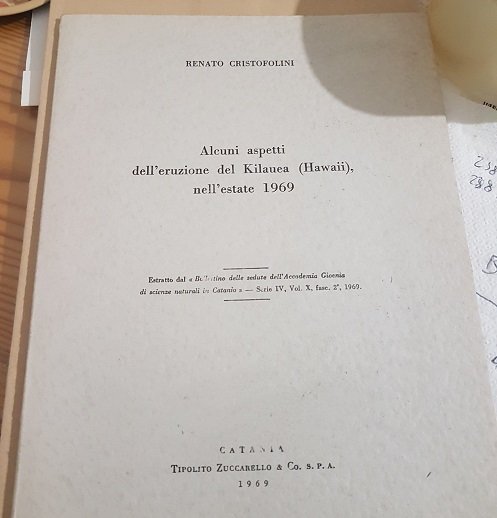 RENATO CRISTOFOLINI
Alcuni aspetti
dell'eruzione del Kilauea (Hawaii),
nell'estate 1969
Estratto dal « Bollettino delle sedute dell'Accademia Gioenia
di scienze naturali in Catania » — Serie IV, Vol. X, fasc. 2°, 1969.
CATANIA
TIPOLITO ZUCCARELLO & CO. S. P. A.
1969